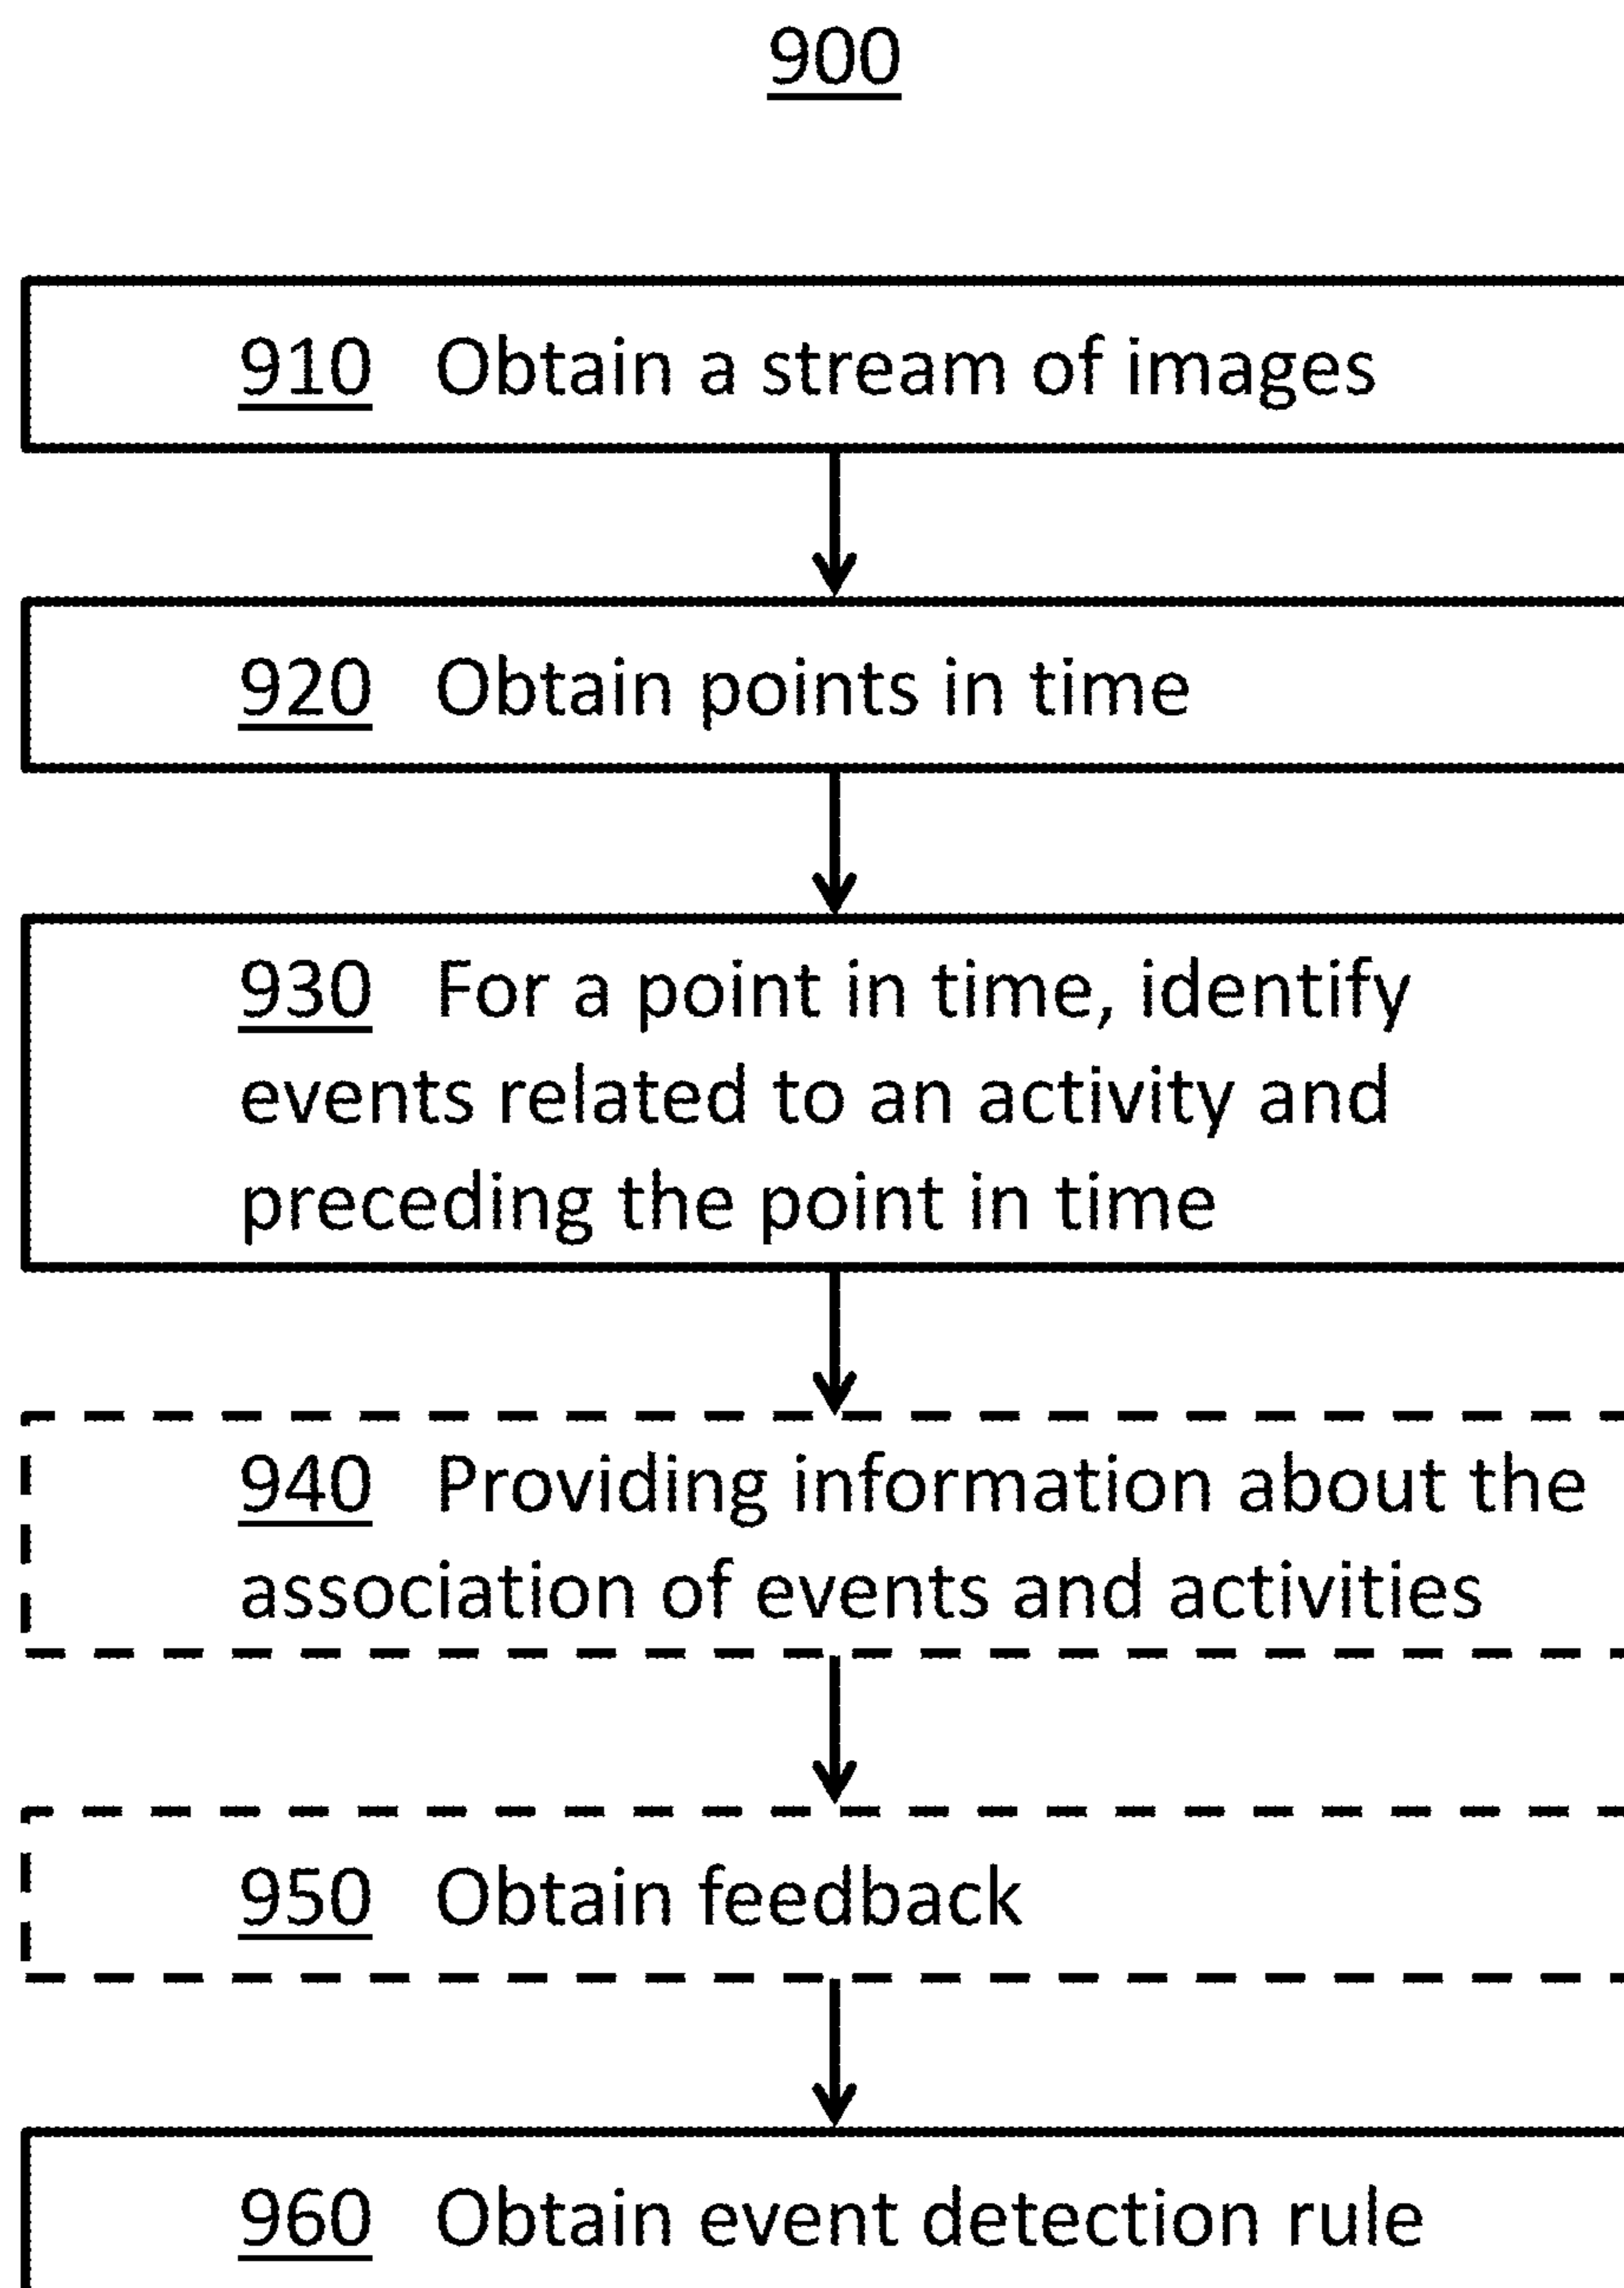 900
910 Obtain a stream of images
920 Obtain points in time
930 For a point in time, identify
events related to an activity and
preceding the point in time
940 Providing information about the
association of events and activities
950 Obtain feedback
960 Obtain event detection rule